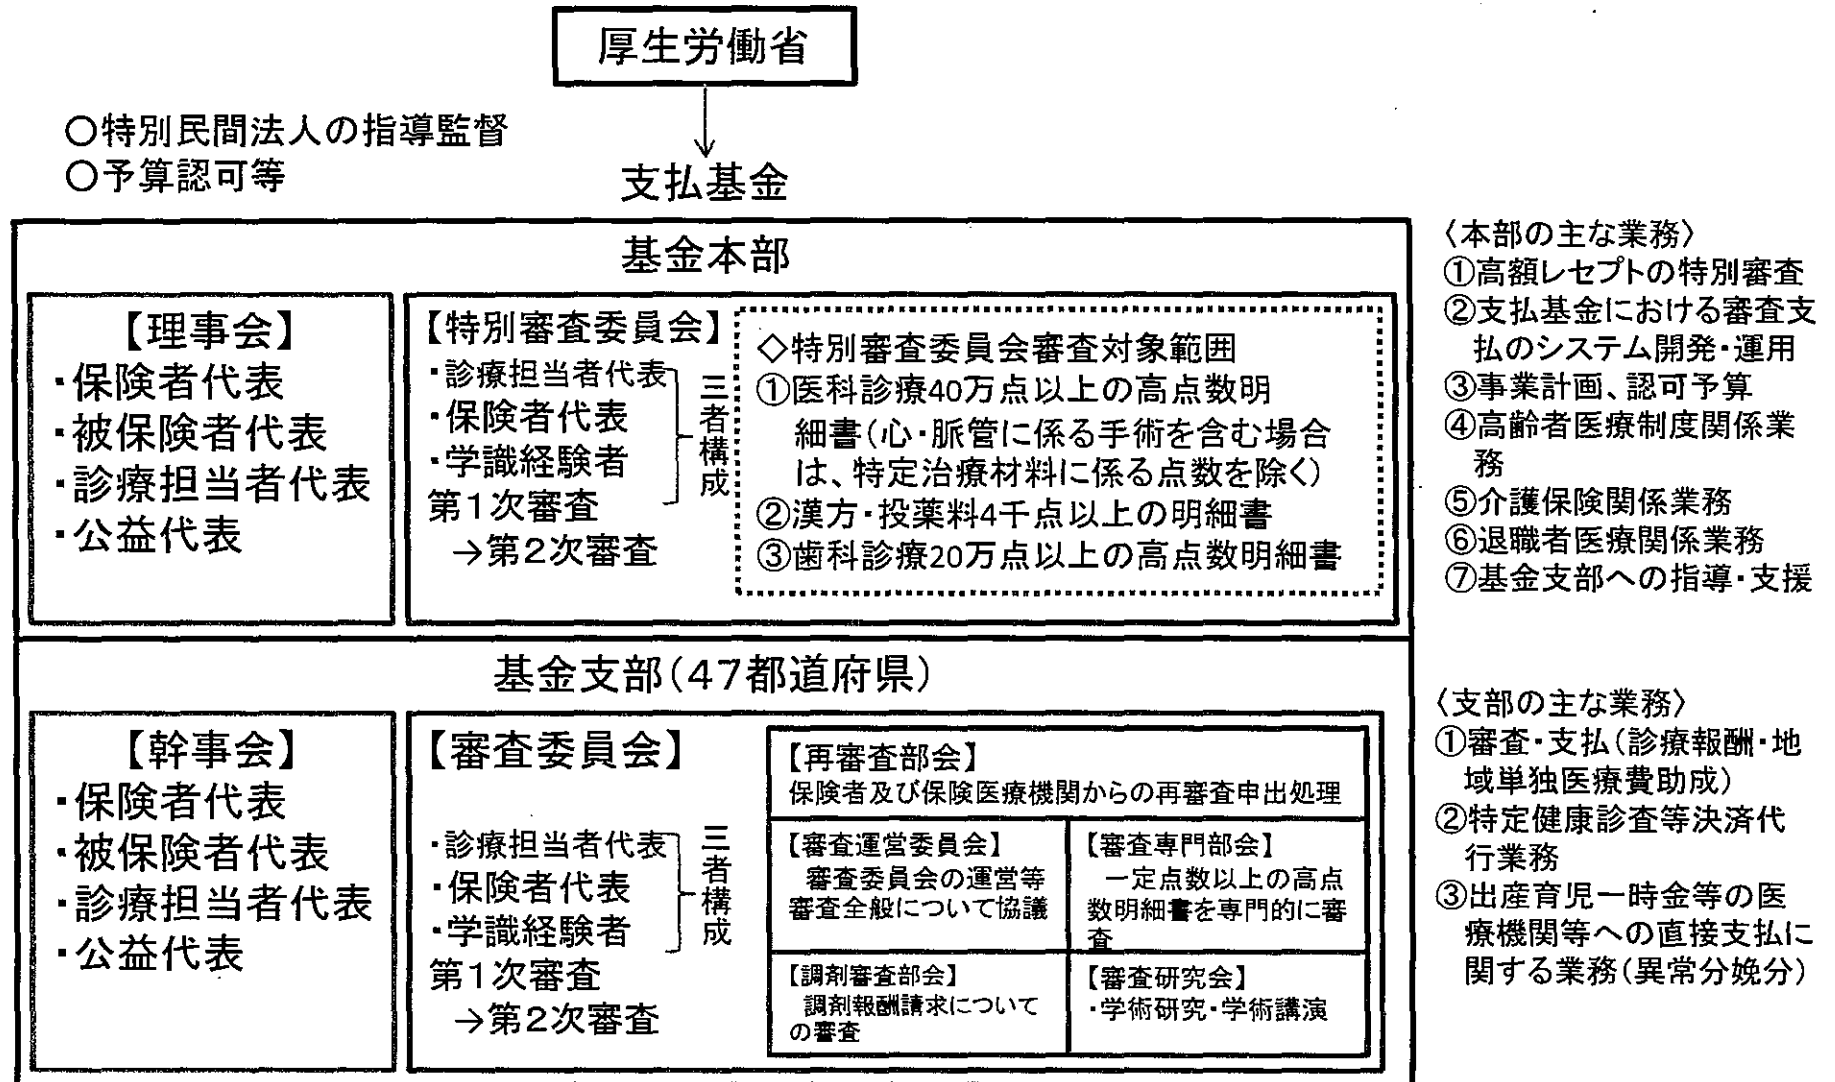 厚生労働省
○特別民間法人の指導監督
○予算認可等
支払基金
基金本部
【理事会】
・保険者代表
・被保険者代表
・診療担当者代表
・公益代表
【特別審査委員会】
・診療担当者代表
・保険者代表
・学識経験者
三者構成
第1次審査
→第2次審査
◇特別審査委員会審査対象範囲
①医科診療40万点以上の高点数明
細書(心・脈管に係る手術を含む場合
は、特定治療材料に係る点数を除く)
②漢方・投薬料4千点以上の明細書
③歯科診療20万点以上の高点数明細書
〈本部の主な業務〉
①高額レセプトの特別審査
②支払基金における審査支
払のシステム開発・運用
③事業計画、認可予算
④高齢者医療制度関係業
務
⑤介護保険関係業務
⑥退職者医療関係業務
⑦基金支部への指導・支援
基金支部(47都道府県)
【幹事会】
・保険者代表
・被保険者代表
・診療担当者代表
・公益代表
【審査委員会】
・診療担当者代表
・保険者代表
・学識経験者
三者構成
第1次審査
→第2次審査
【再審査部会】
保険者及び保険医療機関からの再審査申出処理
【審査運営委員会】
審査委員会の運営等
審査全般について協議
【審査専門部会】
一定点数以上の高点
数明細書を専門的に審
査
【調剤審査部会】
調剤報酬請求について
の審査
【審査研究会】
・学術研究・学術講演
〈支部の主な業務〉
①審査・支払(診療報酬・地
域単独医療費助成)
②特定健康診査等決済代
行業務
③出産育児一時金等の医
療機関等への直接支払に
関する業務(異常分娩分)